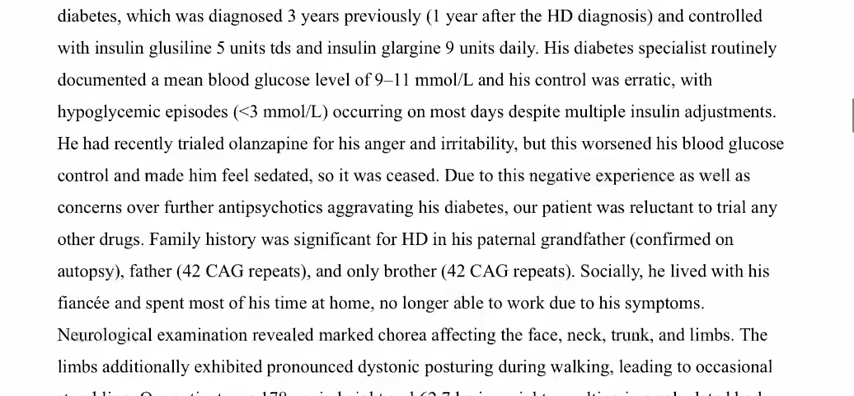 diabetes, which was diagnosed 3 years previously (1 year after the HD diagnosis) and controlled
with insulin glusiline 5 units tds and insulin glargine 9 units daily. His diabetes specialist routinely
documented a mean blood glucose level of 9–11 mmol/L and his control was erratic, with
hypoglycemic episodes (<3 mmol/L) occurring on most days despite multiple insulin adjustments.
He had recently trialed olanzapine for his anger and irritability, but this worsened his blood glucose
control and made him feel sedated, so it was ceased. Due to this negative experience as well as
concerns over further antipsychotics aggravating his diabetes, our patient was reluctant to trial any
other drugs. Family history was significant for HD in his paternal grandfather (confirmed on
autopsy), father (42 CAG repeats), and only brother (42 CAG repeats). Socially, he lived with his
fiancée and spent most of his time at home, no longer able to work due to his symptoms.
Neurological examination revealed marked chorea affecting the face, neck, trunk, and limbs. The
limbs additionally exhibited pronounced dystonic posturing during walking, leading to occasional